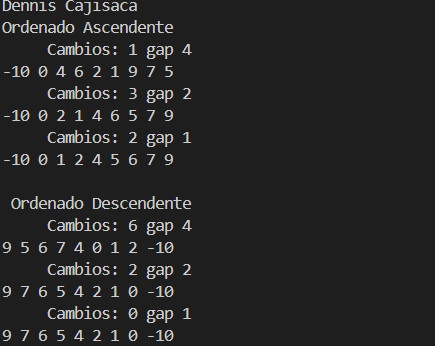 Dennis Cajisaca
Ordenado Ascendente
Cambios: 1 gap 4
-10 0 4 6 2 1 9 7 5
Cambios: 3 gap 2
-10 0 2 1 4 6 5 7 9
Cambios: 2 gap 1
-10 0 1 2 4 5 6 7 9
Ordenado Descendente
Cambios: 6 gap 4
9 5 6 7 4 0 1 2 -10
Cambios: 2 gap 2
9 7 6 5 4 2 1 0 -10
Cambios: 0 gap 1
9 7 6 5 4 2 1 0 -10